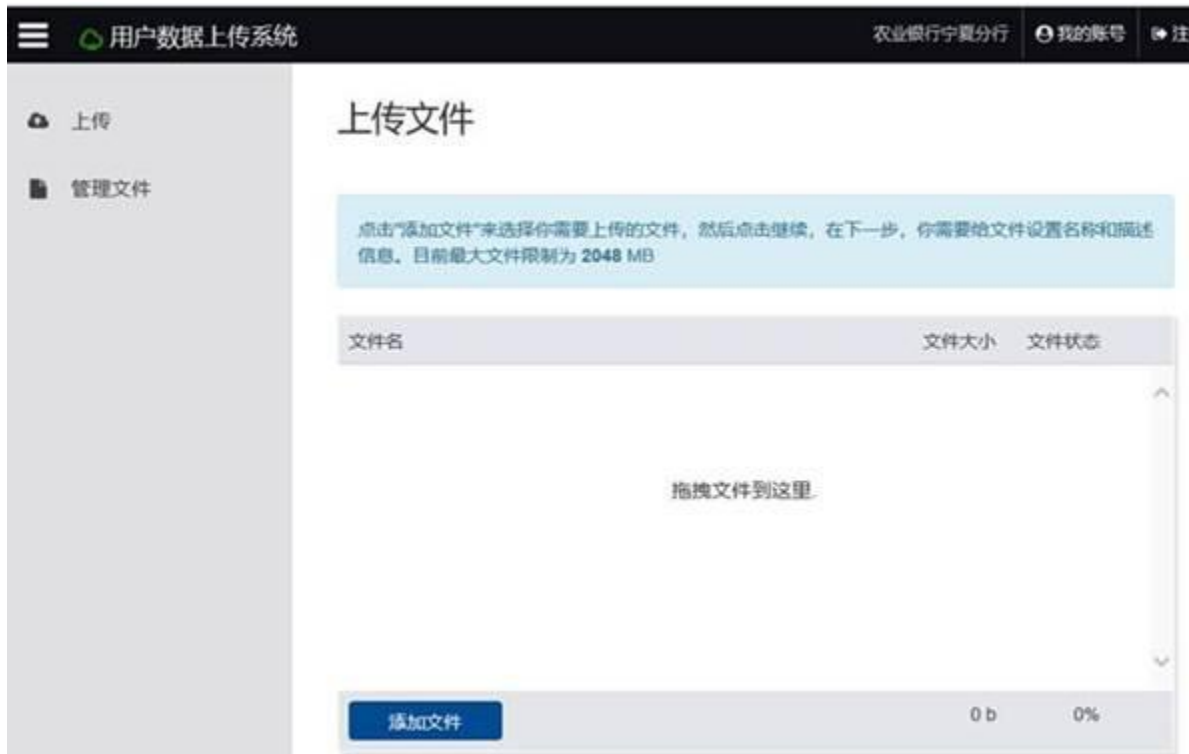 用户数据上传系统
农业银行宁夏分行
我的账号
注
上传
管理文件
上传文件
点击"添加文件"来选择你需要上传的文件，然后点击继续，在下一步，你需要给文件设置名称和描述
信息。目前最大文件限制为 2048 MB
文件名 文件大小 文件状态
拖拽文件到这里.
添加文件 0 b 0%